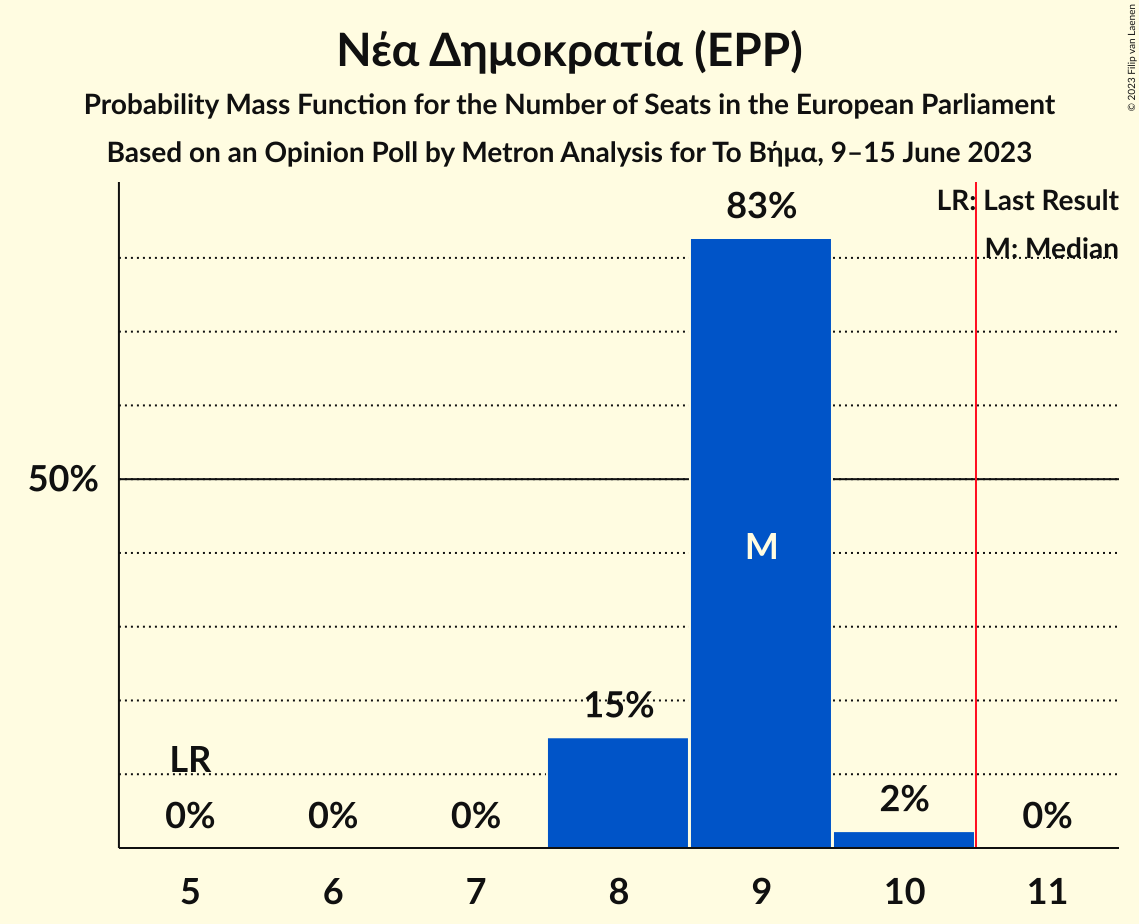 Νέα Δημοκρατία (EPP)
Probability Mass Function for the Number of Seats in the European Parliament
Based on an Opinion Poll by Metron Analysis for Το Βήμα, 9–15 June 2023
© 2023 Filip van Laenen
LR: Last Result
M: Median
83%
50%
M
15%
LR
2%
0% 0% 0% 0%
5 6 7 8 9 10 11